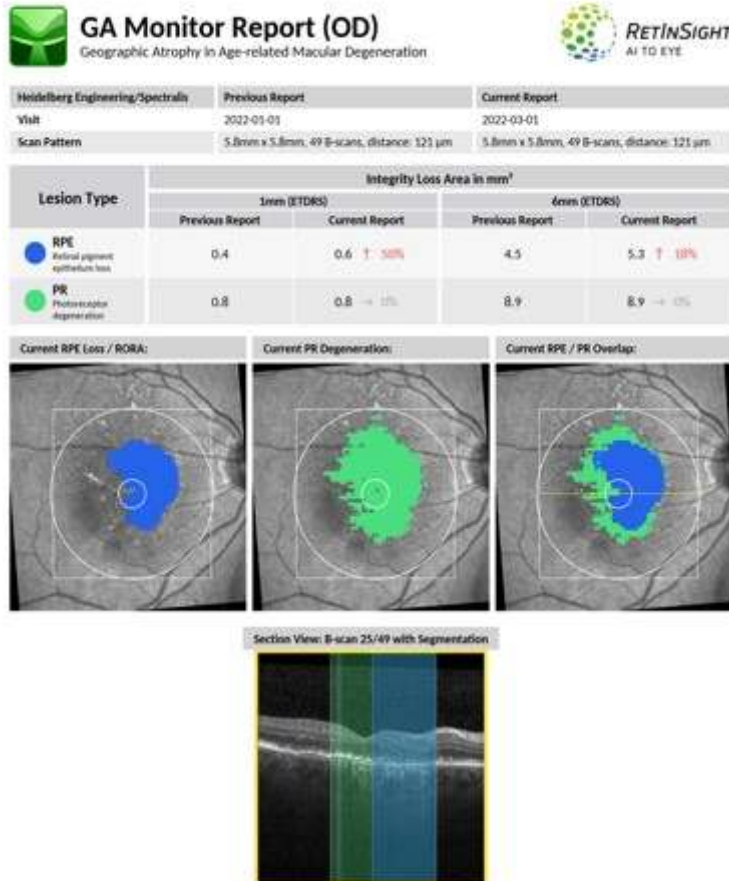 GA Monitor Report (OD)
Geographic Atrophy in Age-related Macular Degeneration
RETINSIGHT
AI TO EYE
Heidelberg Engineering/Spectralis Previous Report Current Report
Visit 2022-01-01 2022-03-01
Scan Pattern 5.8mm x 5.8mm, 49 B-scans, distance: 121 µm 5.8mm x 5.8mm, 49 B-scans, distance: 121 µm
Lesion Type Integrity Loss Area in mm²
1mm (ETDRS) 6mm (ETDRS)
Previous Report Current Report Previous Report Current Report
RPE
Retinal pigment
epithelium loss
0.4 0.6 ↑ 50% 4.5 5.3 ↑ 18%
PR
Photoreceptor
degeneration
0.8 0.8 → 0% 8.9 8.9 → 0%
Current RPE Loss / RORA: Current PR Degeneration: Current RPE / PR Overlap:
Section View: B-scan 25/49 with Segmentation